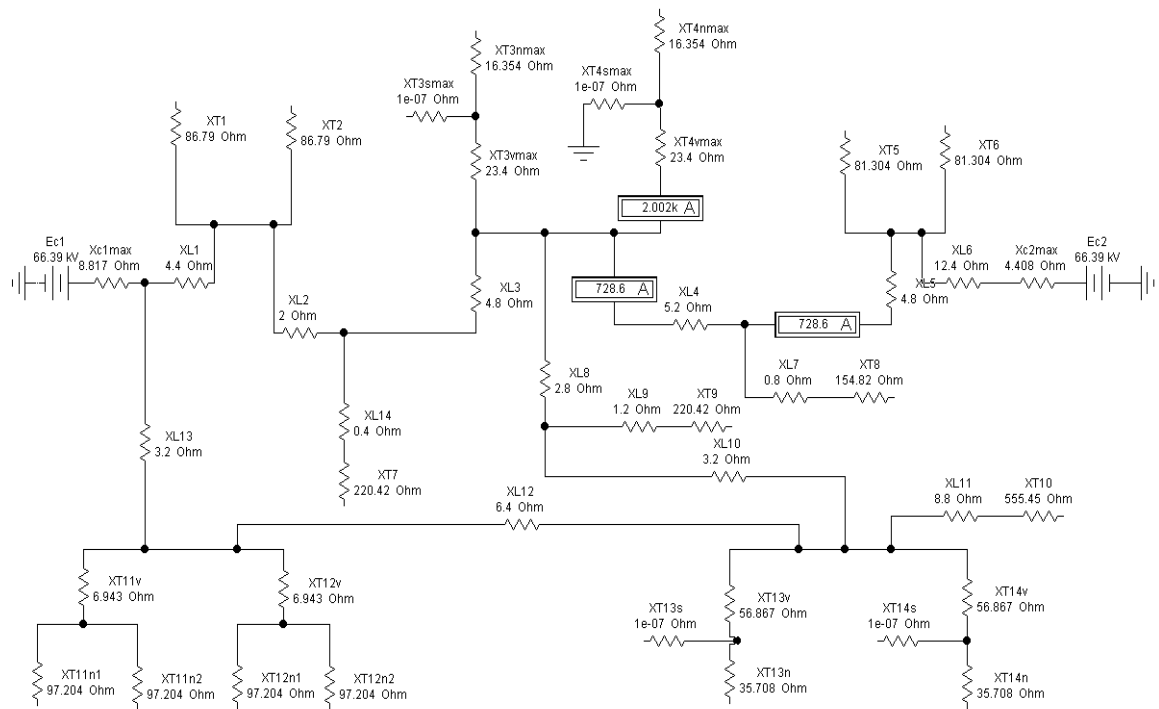 XT4nmax
16.354 Ohm
XT3nmax
16.354 Ohm
XT3smax
1e-07 Ohm
XT4smax
1e-07 Ohm
XT1
86.79 Ohm
XT2
86.79 Ohm
XT3vmax
23.4 Ohm
XT4vmax
23.4 Ohm
XT5
81.304 Ohm
XT6
81.304 Ohm
2.002k A
Ec1
66.39 kV
Xc1max
8.817 Ohm
XL1
4.4 Ohm
XL6
12.4 Ohm
Xc2max
4.408 Ohm
Ec2
66.39 kV
XL2
2 Ohm
XL3
4.8 Ohm
728.6 A
XL4
5.2 Ohm
XL5
4.8 Ohm
728.6 A
XL8
2.8 Ohm
XL7
0.8 Ohm
XT8
154.82 Ohm
XL9
1.2 Ohm
XT9
220.42 Ohm
XL13
3.2 Ohm
XL14
0.4 Ohm
XL10
3.2 Ohm
XT7
220.42 Ohm
XL12
6.4 Ohm
XL11
8.8 Ohm
XT10
555.45 Ohm
XT11v
6.943 Ohm
XT12v
6.943 Ohm
XT13v
56.867 Ohm
XT14v
56.867 Ohm
XT13s
1e-07 Ohm
XT14s
1e-07 Ohm
XT11n1
97.204 Ohm
XT11n2
97.204 Ohm
XT12n1
97.204 Ohm
XT12n2
97.204 Ohm
XT13n
35.708 Ohm
XT14n
35.708 Ohm